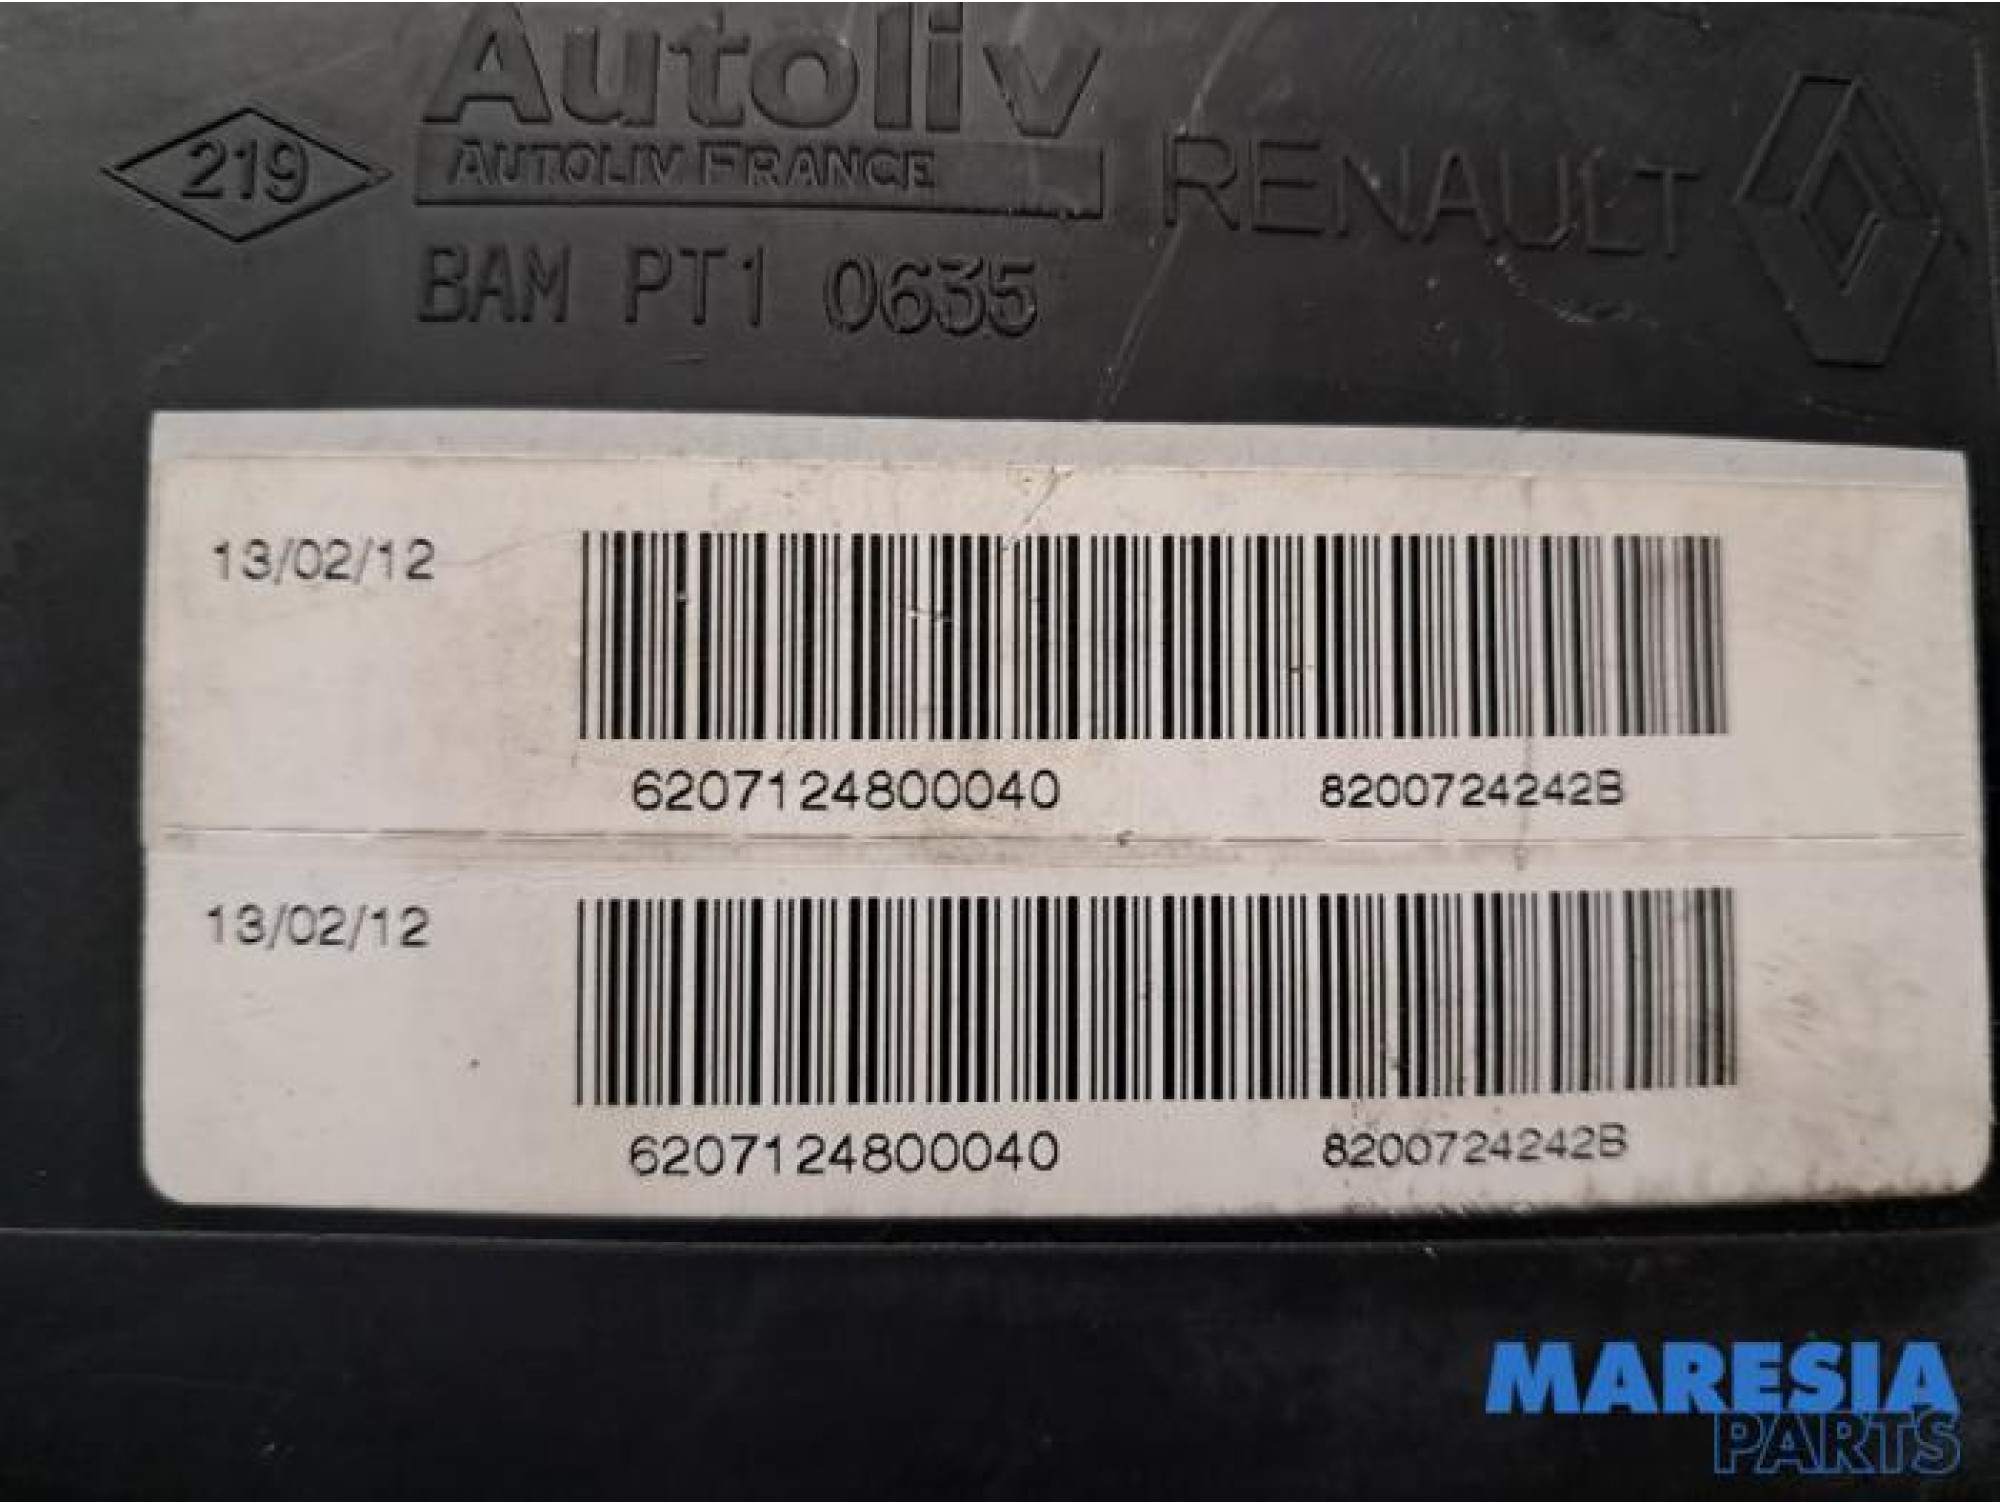 Autoliv
219
AUTOLIV FRANCE
RENAULT
BAM PT1 0635
13/02/12
6207124800040 8200724242B
13/02/12
6207124800040 8200724242B
MARESIA
PARTS